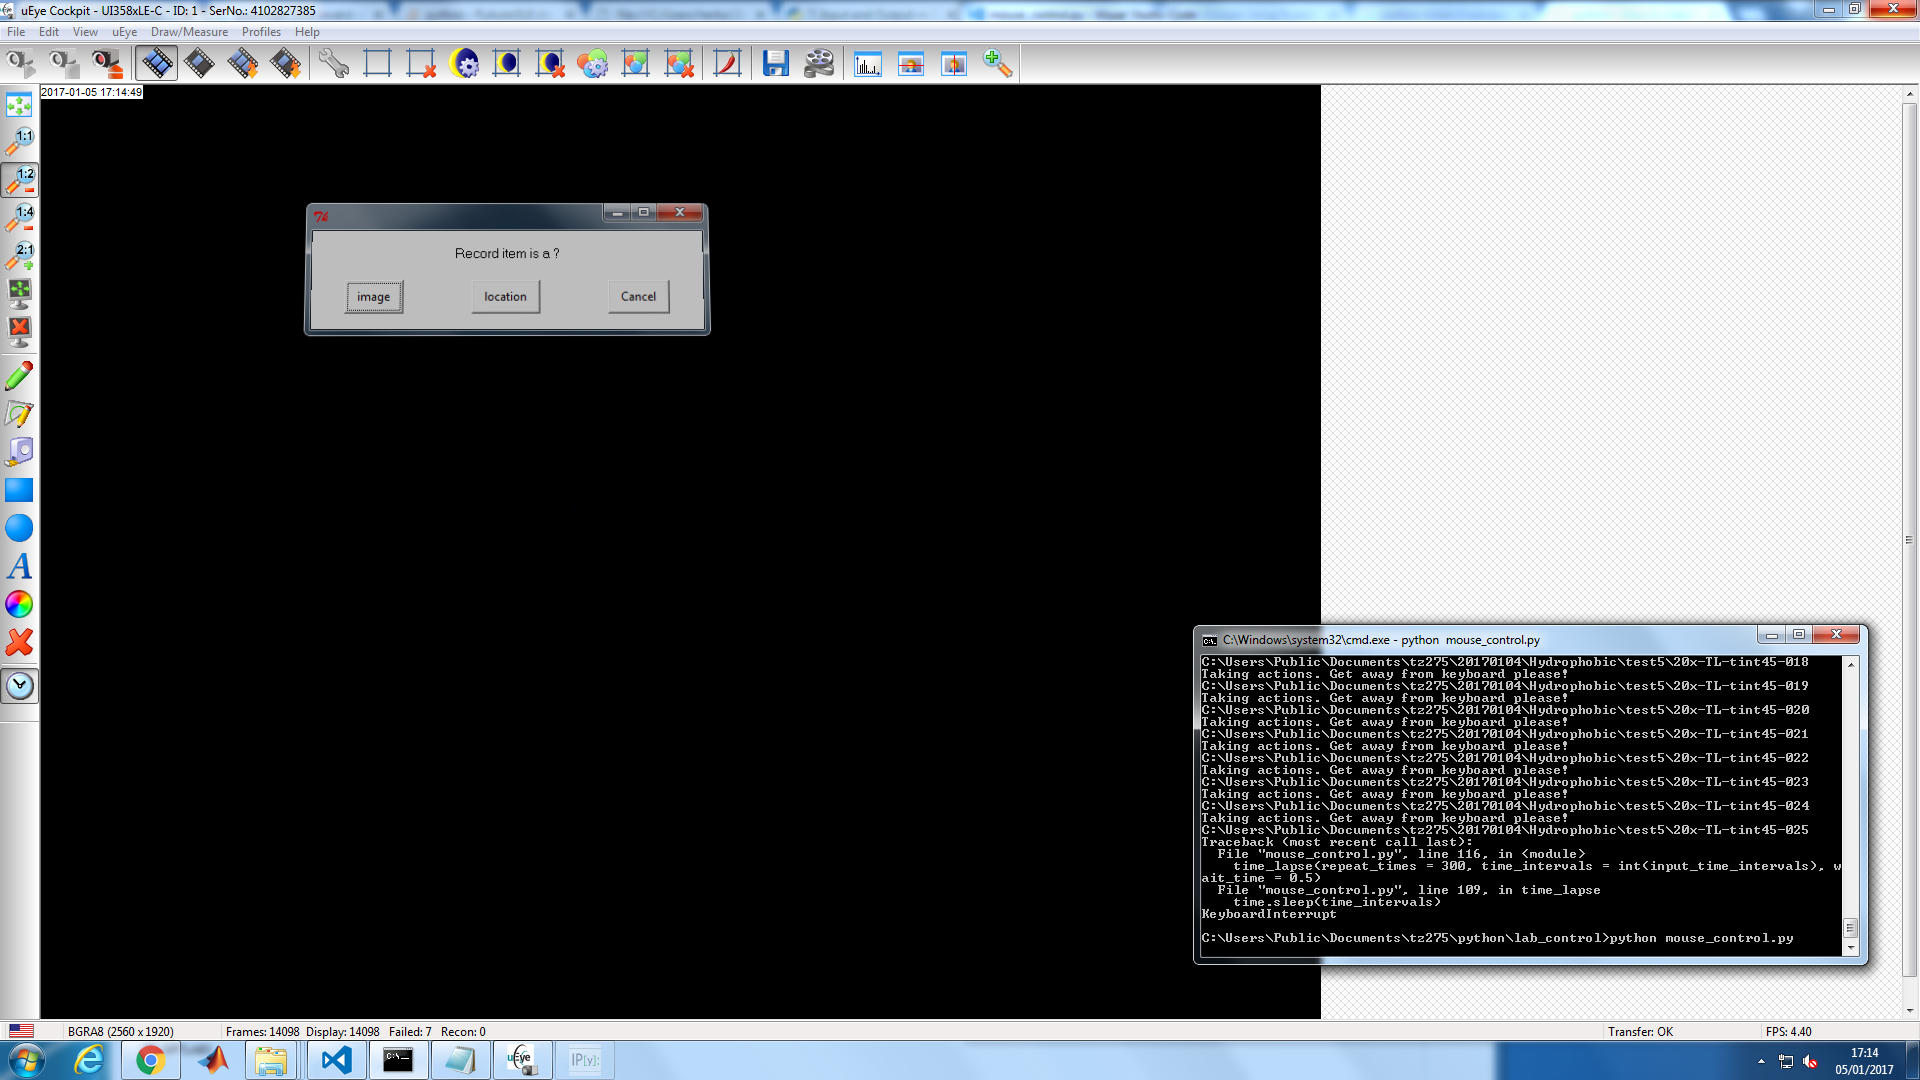 uEye Cockpit - UI358xLE-C - ID: 1 - SerNo.: 4102827385
File Edit View uEye Draw/Measure Profiles Help
2017-01-05 17:14:49
1:1
1:2
1:4
2:1
A
Tk
Record item is a ?
image location Cancel
C:\Windows\system32\cmd.exe - python  mouse_control.py
C:\Users\Public\Documents\tz275\20170104\Hydrophobic\test5\20x-TL-tint45-018
Taking actions. Get away from keyboard please!
C:\Users\Public\Documents\tz275\20170104\Hydrophobic\test5\20x-TL-tint45-019
Taking actions. Get away from keyboard please!
C:\Users\Public\Documents\tz275\20170104\Hydrophobic\test5\20x-TL-tint45-020
Taking actions. Get away from keyboard please!
C:\Users\Public\Documents\tz275\20170104\Hydrophobic\test5\20x-TL-tint45-021
Taking actions. Get away from keyboard please!
C:\Users\Public\Documents\tz275\20170104\Hydrophobic\test5\20x-TL-tint45-022
Taking actions. Get away from keyboard please!
C:\Users\Public\Documents\tz275\20170104\Hydrophobic\test5\20x-TL-tint45-023
Taking actions. Get away from keyboard please!
C:\Users\Public\Documents\tz275\20170104\Hydrophobic\test5\20x-TL-tint45-024
Taking actions. Get away from keyboard please!
C:\Users\Public\Documents\tz275\20170104\Hydrophobic\test5\20x-TL-tint45-025
Traceback (most recent call last):
  File "mouse_control.py", line 116, in <module>
    time_lapse(repeat_times = 300, time_intervals = int(input_time_intervals), w
ait_time = 0.5)
  File "mouse_control.py", line 109, in time_lapse
    time.sleep(time_intervals)
KeyboardInterrupt
C:\Users\Public\Documents\tz275\python\lab_control>python mouse_control.py
BGRA8 (2560 x 1920) Frames: 14098 Display: 14098 Failed: 7 Recon: 0 Transfer: OK FPS: 4.40
C:\_
uEye
IP[y]:
17:14
05/01/2017